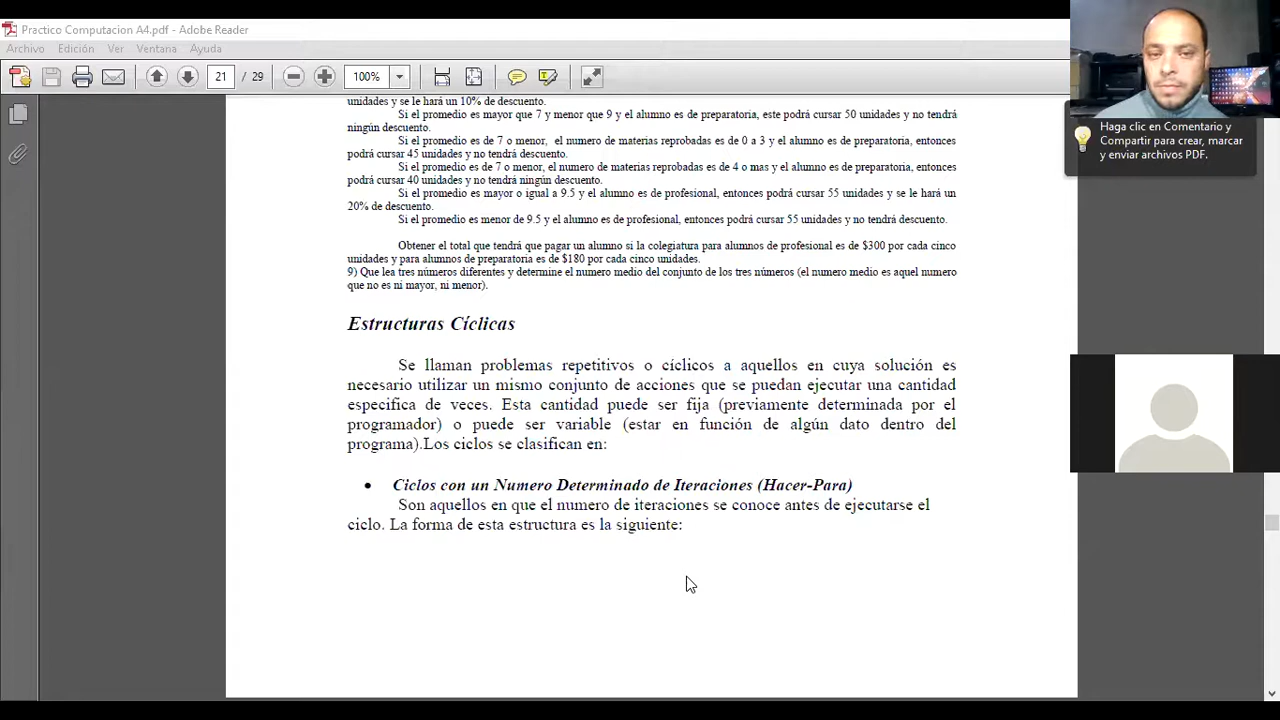 Practico Computacion A4.pdf - Adobe Reader
Archivo Edición Ver Ventana Ayuda
21 / 29 100%
Haga clic en Comentario y
Compartir para crear, marcar
y enviar archivos PDF.
unidades y se le hará un 10% de descuento.
Si el promedio es mayor que 7 y menor que 9 y el alumno es de preparatoria, este podrá cursar 50 unidades y no tendrá
ningún descuento.
Si el promedio es de 7 o menor, el numero de materias reprobadas es de 0 a 3 y el alumno es de preparatoria, entonces
podrá cursar 45 unidades y no tendrá descuento.
Si el promedio es de 7 o menor, el numero de materias reprobadas es de 4 o mas y el alumno es de preparatoria, entonces
podrá cursar 40 unidades y no tendrá ningún descuento.
Si el promedio es mayor o igual a 9.5 y el alumno es de profesional, entonces podrá cursar 55 unidades y se le hará un
20% de descuento.
Si el promedio es menor de 9.5 y el alumno es de profesional, entonces podrá cursar 55 unidades y no tendrá descuento.
Obtener el total que tendrá que pagar un alumno si la colegiatura para alumnos de profesional es de $300 por cada cinco
unidades y para alumnos de preparatoria es de $180 por cada cinco unidades.
9) Que lea tres números diferentes y determine el numero medio del conjunto de los tres números (el numero medio es aquel numero
que no es ni mayor, ni menor).
Estructuras Cíclicas
Se llaman problemas repetitivos o cíclicos a aquellos en cuya solución es
necesario utilizar un mismo conjunto de acciones que se puedan ejecutar una cantidad
especifica de veces. Esta cantidad puede ser fija (previamente determinada por el
programador) o puede ser variable (estar en función de algún dato dentro del
programa).Los ciclos se clasifican en:
• Ciclos con un Numero Determinado de Iteraciones (Hacer-Para)
Son aquellos en que el numero de iteraciones se conoce antes de ejecutarse el
ciclo. La forma de esta estructura es la siguiente: